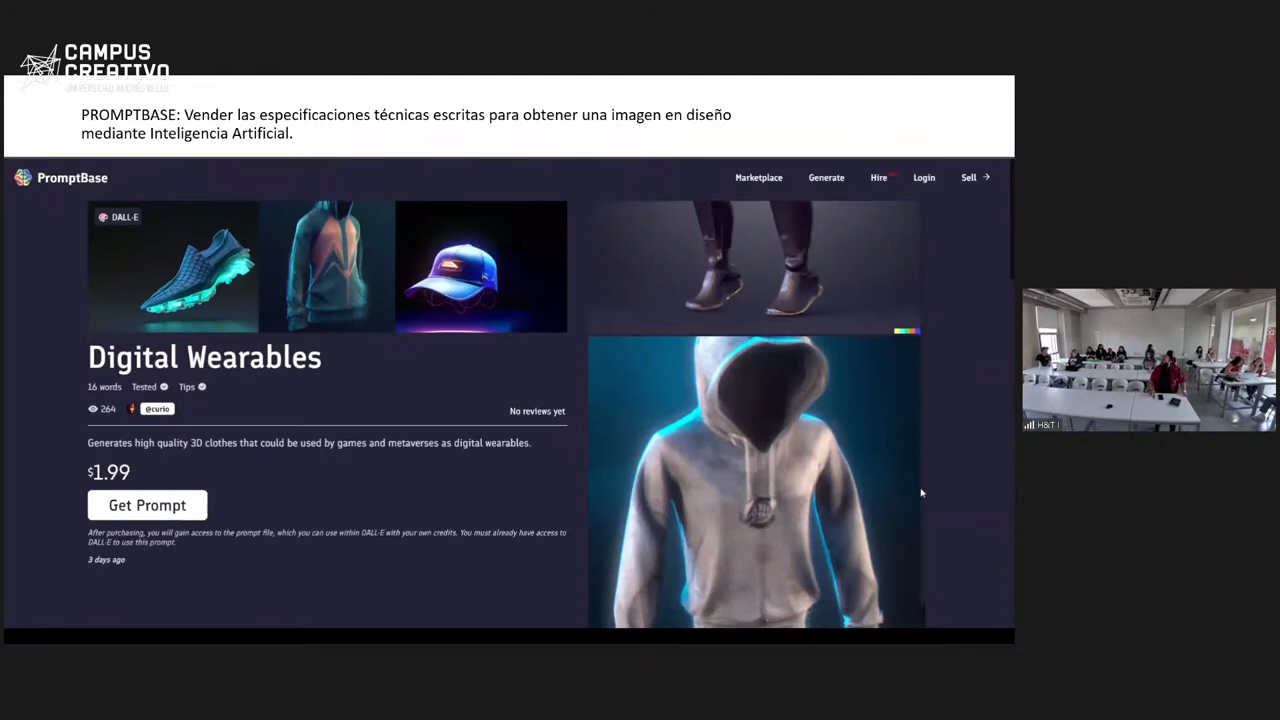 CAMPUS
CREATIVO
UNIVERSIDAD ANDRES BELLO
PROMPTBASE: Vender las especificaciones técnicas escritas para obtener una imagen en diseño
mediante Inteligencia Artificial.
PromptBase
Marketplace
Generate
Hire
Login
Sell →
DALL·E
Digital Wearables
16 words Tested Tips
264 @curio
No reviews yet
Generates high quality 3D clothes that could be used by games and metaverses as digital wearables.
$1.99
Get Prompt
After purchasing, you will gain access to the prompt file, which you can use within DALL·E with your own credits. You must already have access to
DALL·E to use this prompt.
3 days ago
H&T I